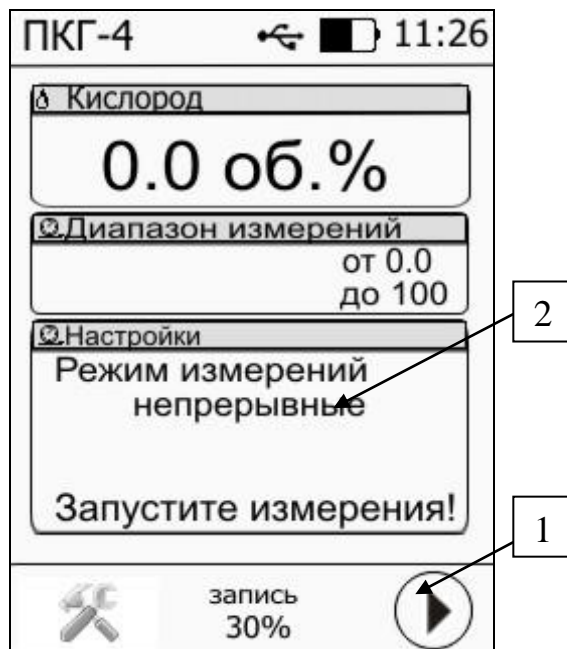 ПКГ-4 11:26
Кислород
0.0 об.%
Диапазон измерений
от 0.0
до 100
Настройки
Режим измерений
непрерывные
Запустите измерения!
запись
30%
2
1